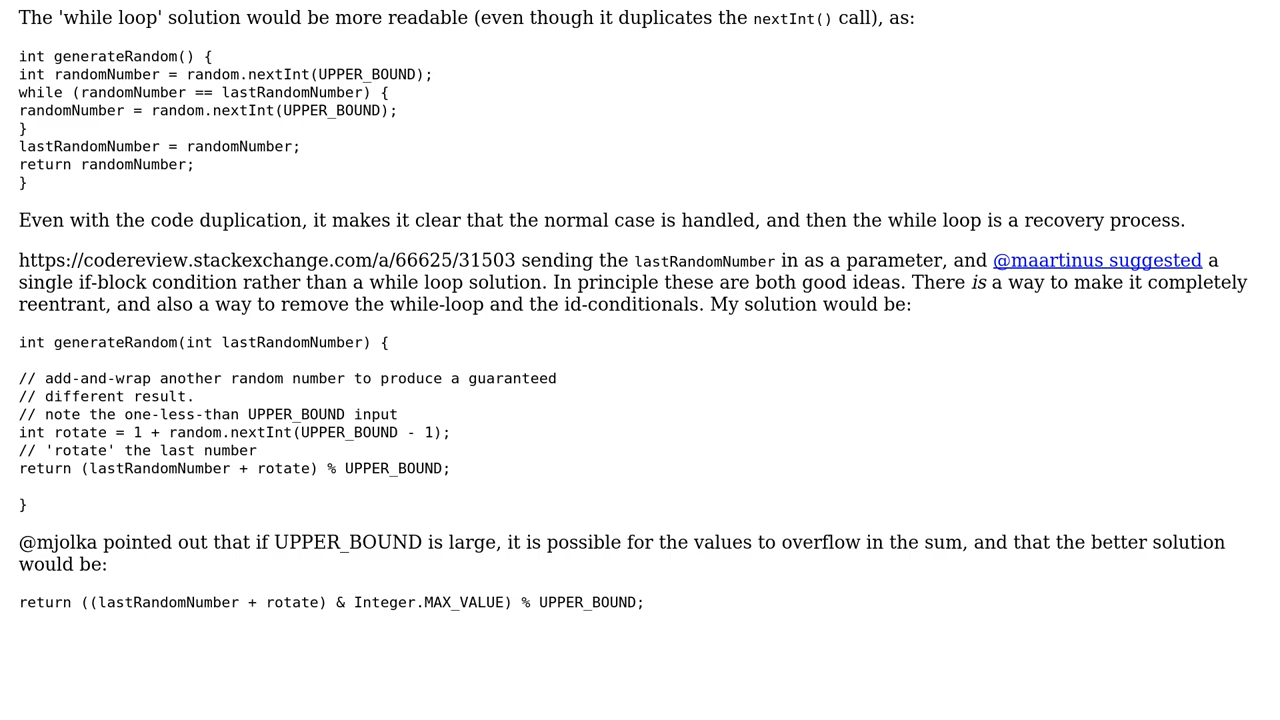 The 'while loop' solution would be more readable (even though it duplicates the nextInt() call), as:
int generateRandom() {
int randomNumber = random.nextInt(UPPER_BOUND);
while (randomNumber == lastRandomNumber) {
randomNumber = random.nextInt(UPPER_BOUND);
}
lastRandomNumber = randomNumber;
return randomNumber;
}
Even with the code duplication, it makes it clear that the normal case is handled, and then the while loop is a recovery process.
https://codereview.stackexchange.com/a/66625/31503 sending the lastRandomNumber in as a parameter, and @maartinus suggested a
single if-block condition rather than a while loop solution. In principle these are both good ideas. There is a way to make it completely
reentrant, and also a way to remove the while-loop and the id-conditionals. My solution would be:
int generateRandom(int lastRandomNumber) {
// add-and-wrap another random number to produce a guaranteed
// different result.
// note the one-less-than UPPER_BOUND input
int rotate = 1 + random.nextInt(UPPER_BOUND - 1);
// 'rotate' the last number
return (lastRandomNumber + rotate) % UPPER_BOUND;
}
@mjolka pointed out that if UPPER_BOUND is large, it is possible for the values to overflow in the sum, and that the better solution
would be:
return ((lastRandomNumber + rotate) & Integer.MAX_VALUE) % UPPER_BOUND;